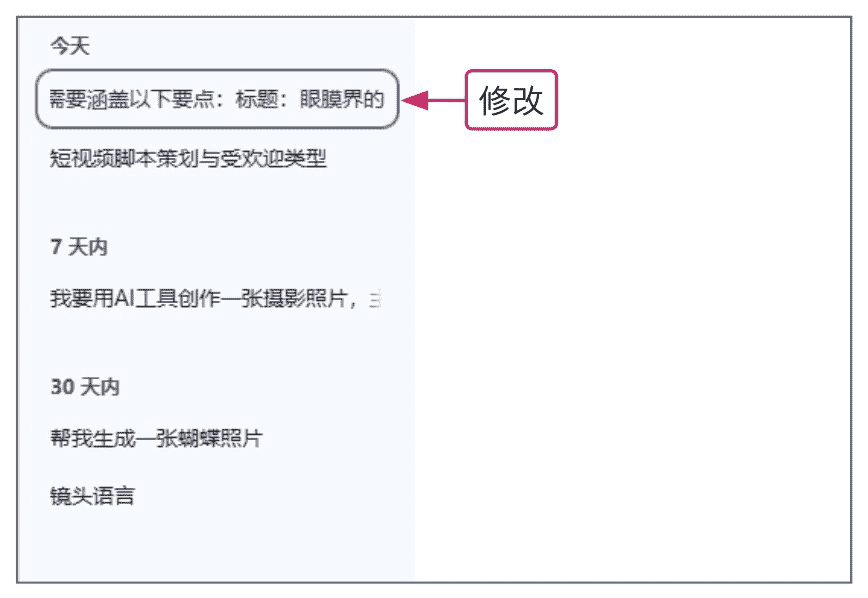 今天
需要涵盖以下要点：标题：眼膜界的
修改
短视频脚本策划与受欢迎类型
7 天内
我要用AI工具创作一张摄影照片，
30 天内
帮我生成一张蝴蝶照片
镜头语言